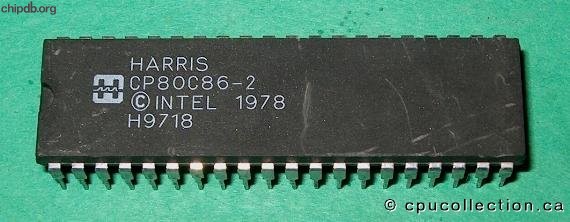 chipdb.org
HARRIS
CP80C86-2
©INTEL 1978
H9718
© cpucollection.ca